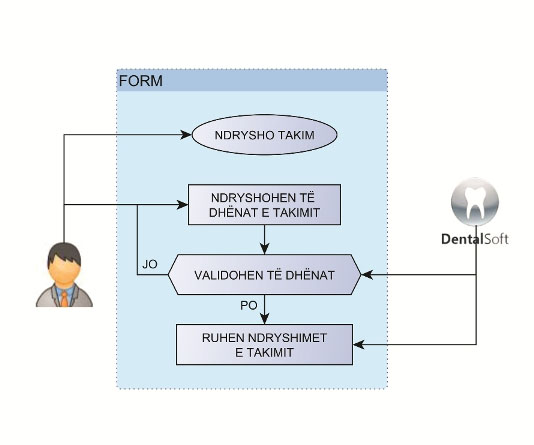 FORM
NDRYSHO TAKIM
NDRYSHOHEN TË
DHËNAT E TAKIMIT
DentalSoft
JO
VALIDOHEN TË DHËNAT
PO
RUHEN NDRYSHIMET
E TAKIMIT